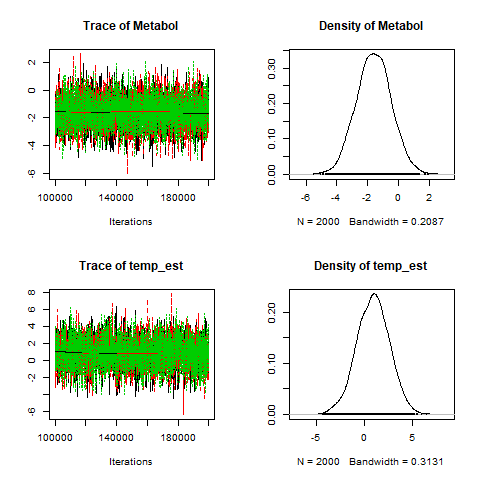 Trace of Metabol
2
0
-2
-4
-6
100000 140000 180000
Iterations
Density of Metabol
0.30
0.20
0.10
0.00
-6 -4 -2 0 2
N = 2000 Bandwidth = 0.2087
Trace of temp_est
8
6
4
2
0
-2
-6
100000 140000 180000
Iterations
Density of temp_est
0.20
0.10
0.00
-5 0 5
N = 2000 Bandwidth = 0.3131